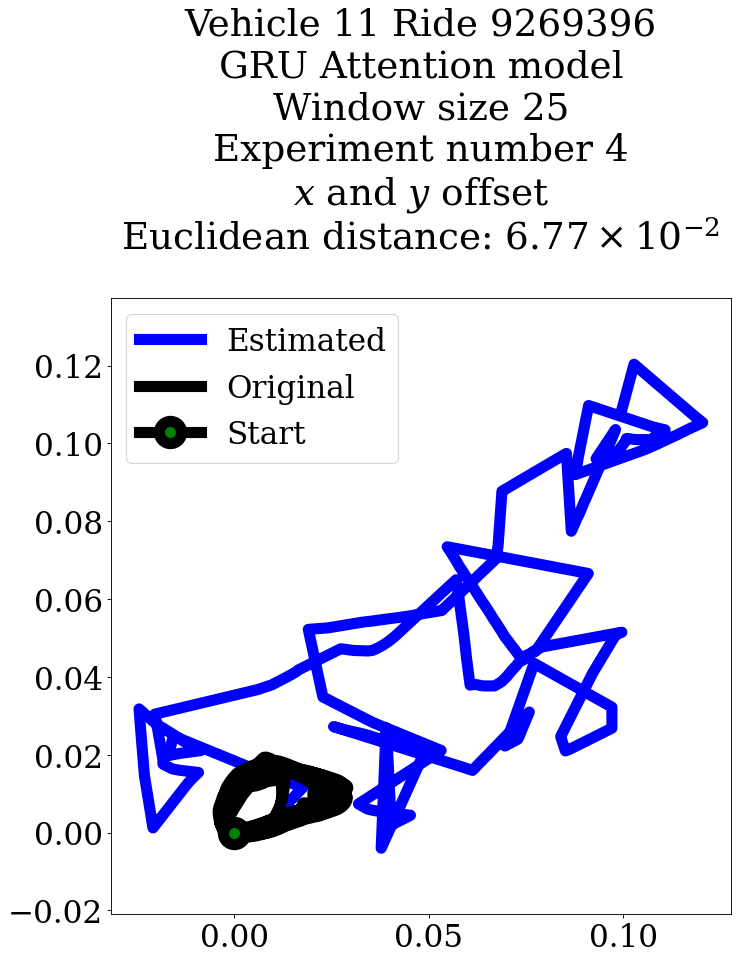 Vehicle 11 Ride 9269396
GRU Attention model
Window size 25
Experiment number 4
x and y offset
Euclidean distance: 6.77 × 10⁻²
Estimated
Original
Start
0.12
0.10
0.08
0.06
0.04
0.02
0.00
−0.02
0.00 0.05 0.10